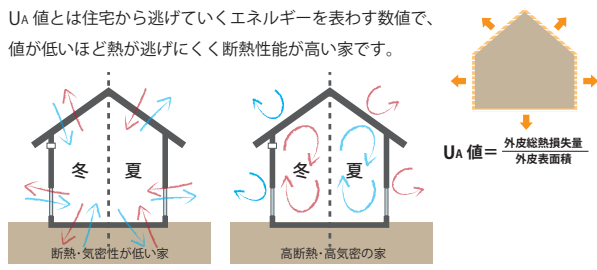 UA 値とは住宅から逃げていくエネルギーを表わす数値で、
値が低いほど熱が逃げにくく断熱性能が高い家です。
冬 夏
断熱・気密性が低い家
冬 夏
高断熱・高気密の家
UA 値＝ 外皮総熱損失量
外皮表面積